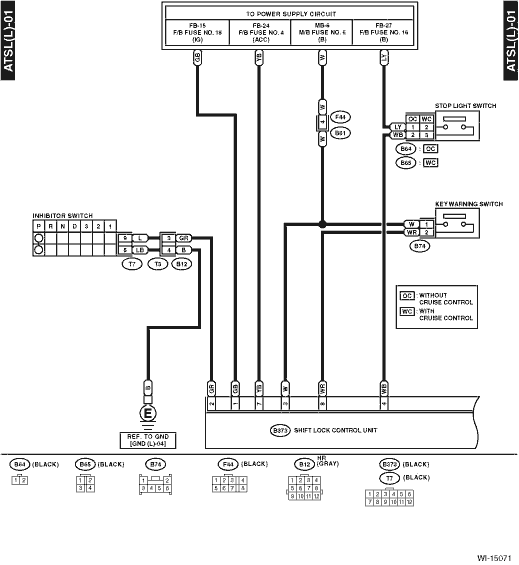 ATSL(L)-01
ATSL(L)-01
TO POWER SUPPLY CIRCUIT
FB-15
F/B FUSE NO. 18
(IG)
FB-24
F/B FUSE NO. 4
(ACC)
MB-6
M/B FUSE NO. 6
(B)
FB-27
F/B FUSE NO. 16
(B)
GB
YB
W
LY
W
4
W
F44
B61
STOP LIGHT SWITCH
OC WC
LY 1 2
WB 2 3
B64 : OC
B65 : WC
KEY WARNING SWITCH
W 1
WR 2
B74
INHIBITOR SWITCH
P R N D 3 2 1
9 L 3 GR
5 LB 4 B
T7 T3 B12
OC : WITHOUT
CRUISE CONTROL
WC : WITH
CRUISE CONTROL
B
E
REF. TO GND
[GND (L)-04]
GR GB YB W WR WB
2 1 7 3 8 4
B373 SHIFT LOCK CONTROL UNIT
B64 (BLACK)
1 2
B65 (BLACK)
1 2
3 4
B74
1 2
3 4 5 6
F44 (BLACK)
1 2 3 4
5 6 7 8
B12 HR
(GRAY)
1 2 3 4
5 6 7 8
9 10 11 12
B373 (BLACK)
T7 (BLACK)
1 2 3 4 5 6
7 8 9 10 11 12
WI-15071